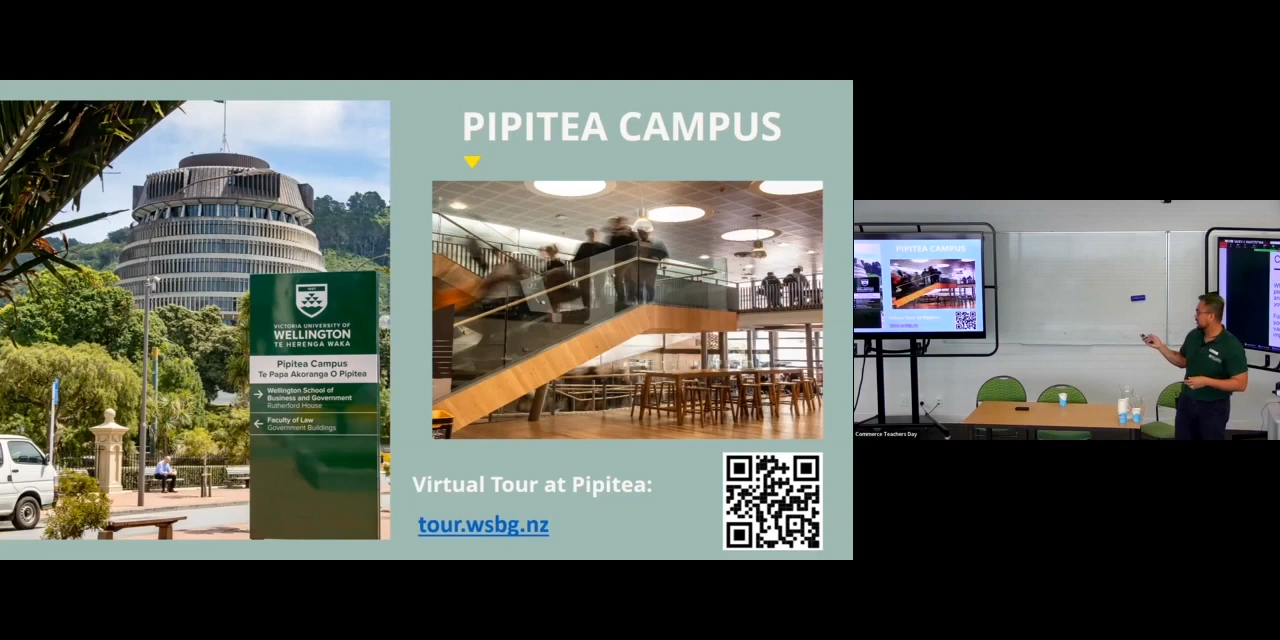 PIPITEA CAMPUS
VICTORIA UNIVERSITY OF
WELLINGTON
TE HERENGA WAKA
Pipitea Campus
Te Papa Akoranga O Pipitea
Wellington School of
Business and Government
Rutherford House
Faculty of Law
Government Buildings
Virtual Tour at Pipitea:
tour.wsbg.nz
PIPITEA CAMPUS
Commerce Teachers Day